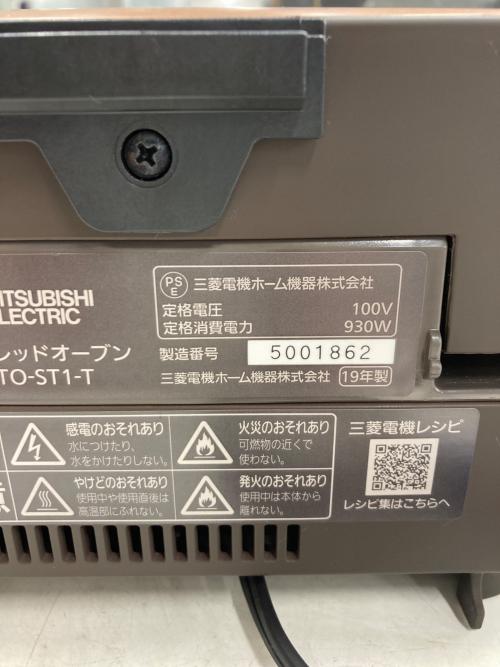 ITSUBISHI
LECTRIC
レッドオーブン
TO-ST1-T
PS
E
三菱電機ホーム機器株式会社
定格電圧 100V
定格消費電力 930W
製造番号 5001862
三菱電機ホーム機器株式会社 19年製
感電のおそれあり
水につけたり、
水をかけたりしない。
火災のおそれあり
可燃物の近くで
使わない。
やけどのおそれあり
使用中や使用直後は
高温部にふれない。
発火のおそれあり
使用中は本体から
離れない。
三菱電機レシピ
レシピ集はこちらへ